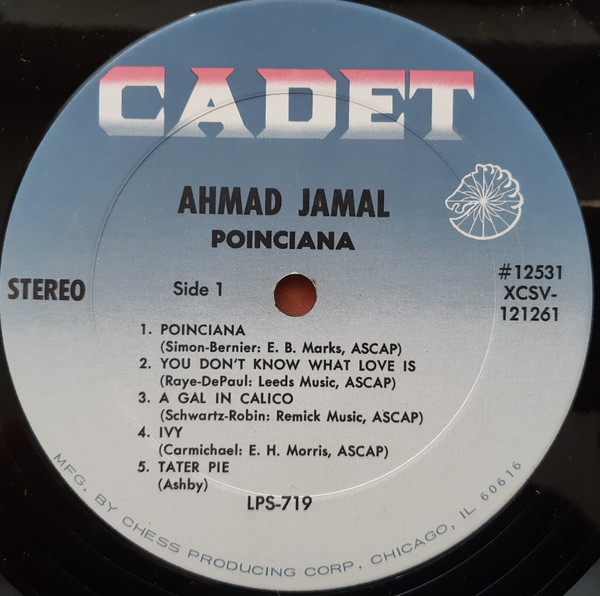 CADET
AHMAD JAMAL
POINCIANA
STEREO
Side 1
#12531
XCSV-
121261
1. POINCIANA
(Simon-Bernier: E. B. Marks, ASCAP)
2. YOU DON'T KNOW WHAT LOVE IS
(Raye-DePaul: Leeds Music, ASCAP)
3. A GAL IN CALICO
(Schwartz-Robin: Remick Music, ASCAP)
4. IVY
(Carmichael: E. H. Morris, ASCAP)
5. TATER PIE
(Ashby)
LPS-719
MFG. BY CHESS PRODUCING CORP., CHICAGO, IL 60616